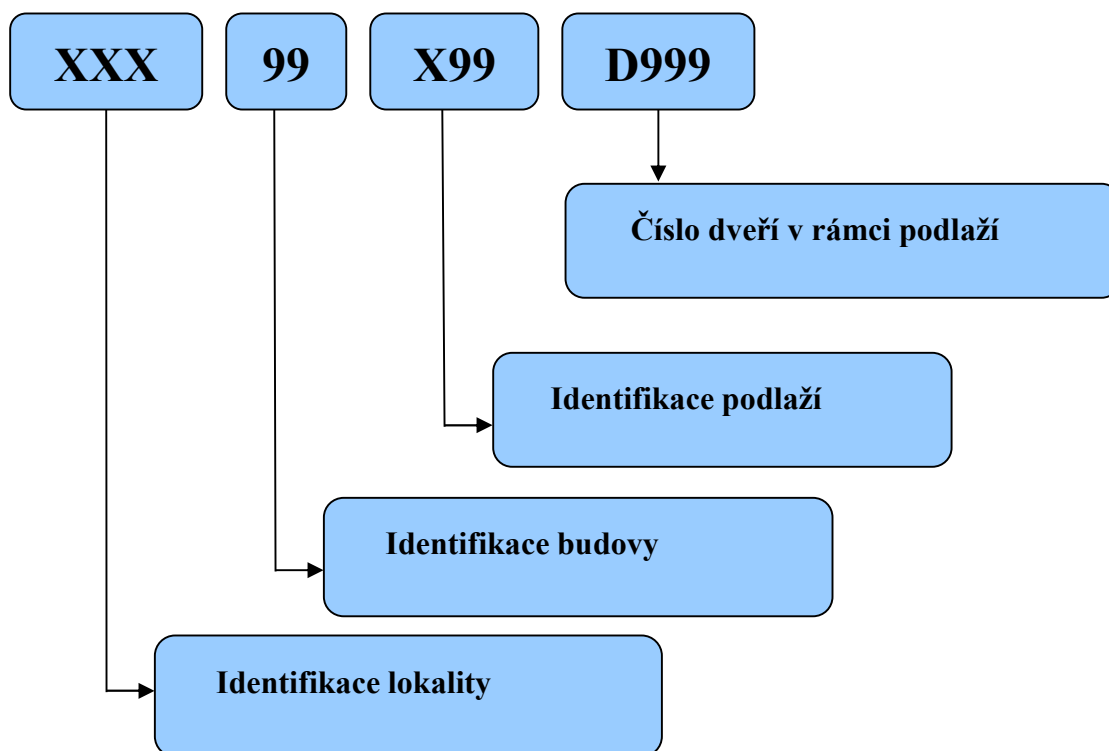 XXX 99 X99 D999
Číslo dveří v rámci podlaží
Identifikace podlaží
Identifikace budovy
Identifikace lokality